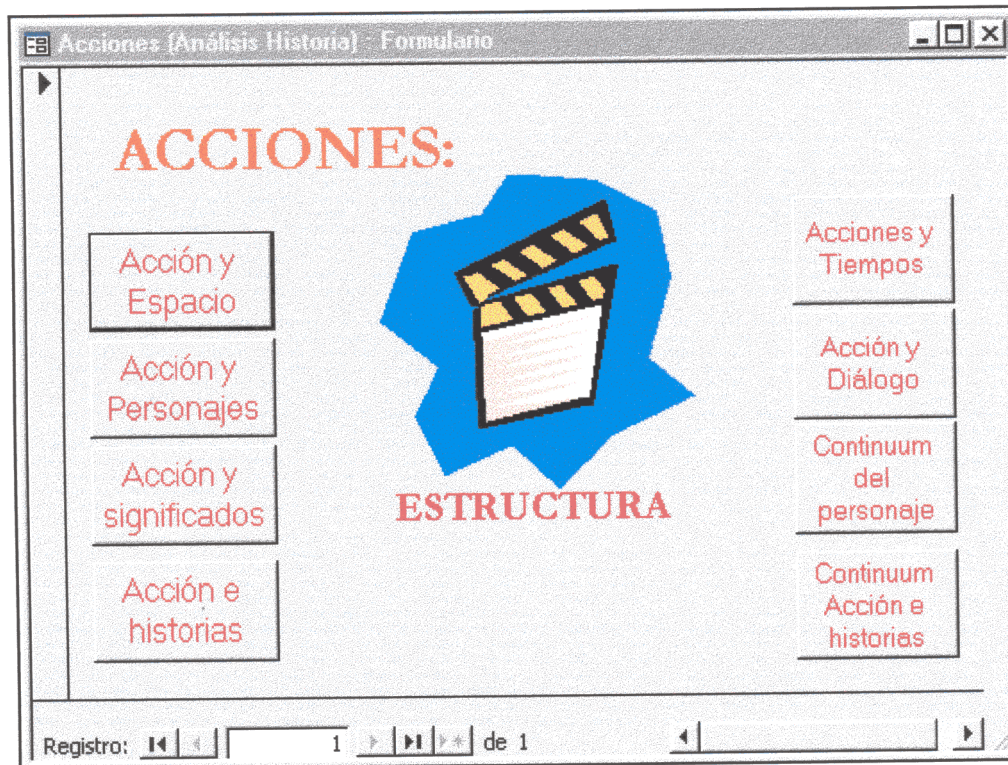 Acciones (Análisis Historia) - Formulario
ACCIONES:
Acción y
Espacio
Acción y
Personajes
Acción y
significados
Acción e
historias
ESTRUCTURA
Acciones y
Tiempos
Acción y
Diálogo
Continuum
del
personaje
Continuum
Acción e
historias
Registro: 1 de 1